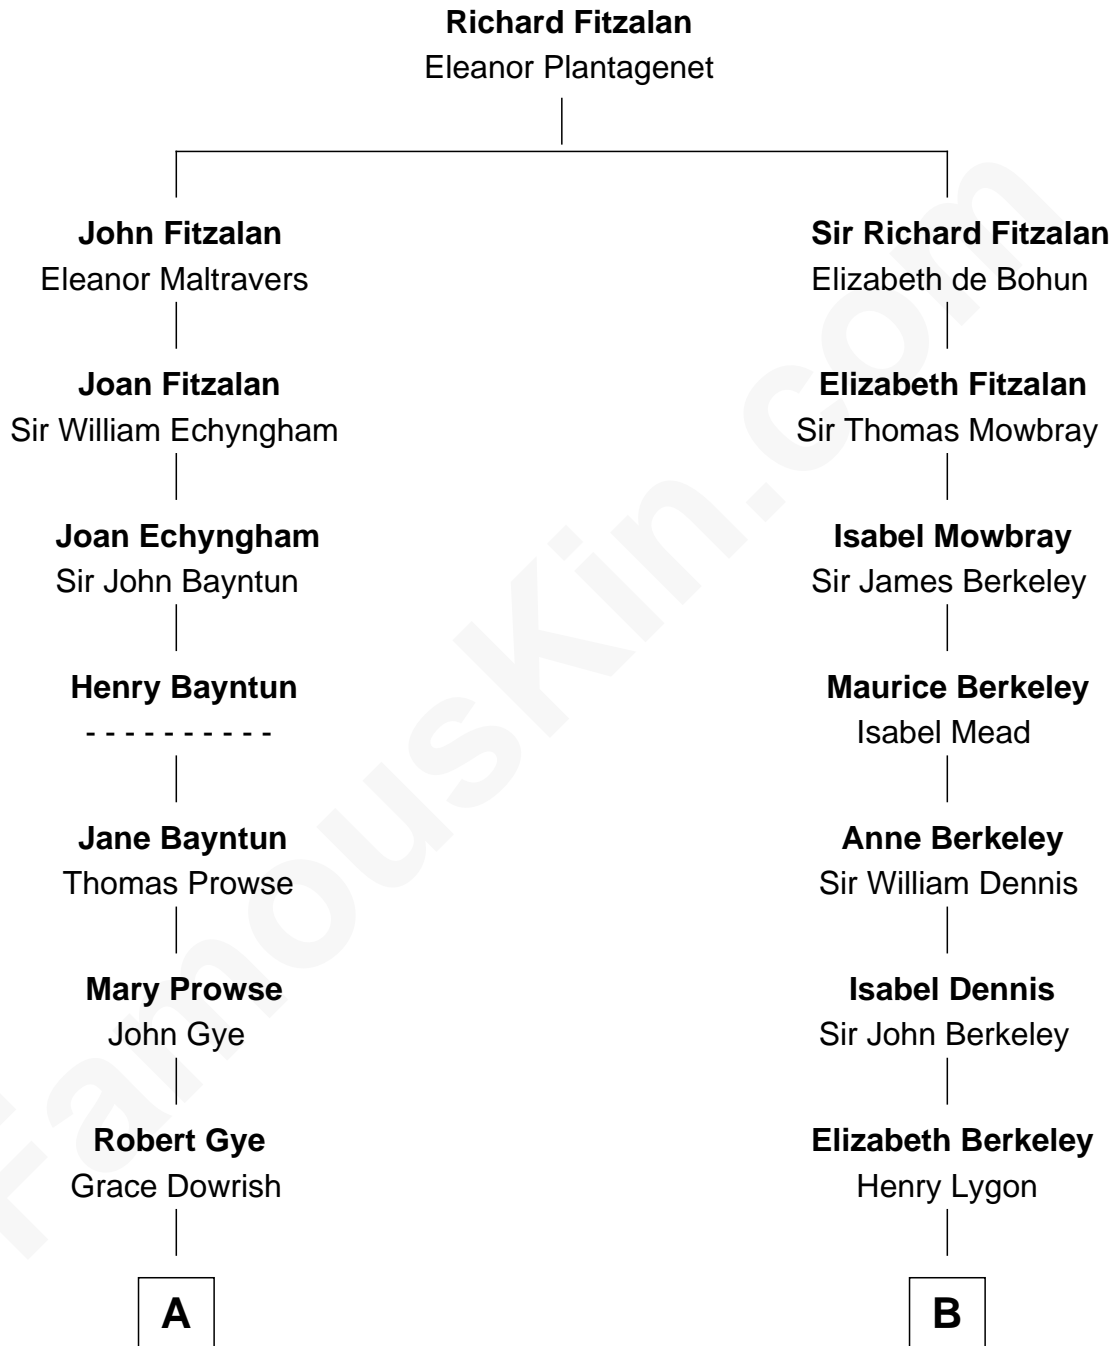 Richard Fitzalan
Eleanor Plantagenet
John Fitzalan
Eleanor Maltravers
Sir Richard Fitzalan
Elizabeth de Bohun
Joan Fitzalan
Sir William Echyngham
Elizabeth Fitzalan
Sir Thomas Mowbray
Joan Echyngham
Sir John Bayntun
Isabel Mowbray
Sir James Berkeley
Henry Bayntun
- - - - - - - - - -
Maurice Berkeley
Isabel Mead
Jane Bayntun
Thomas Prowse
Anne Berkeley
Sir William Dennis
Mary Prowse
John Gye
Isabel Dennis
Sir John Berkeley
Robert Gye
Grace Dowrish
Elizabeth Berkeley
Henry Lygon
A
B
FamousKin.com